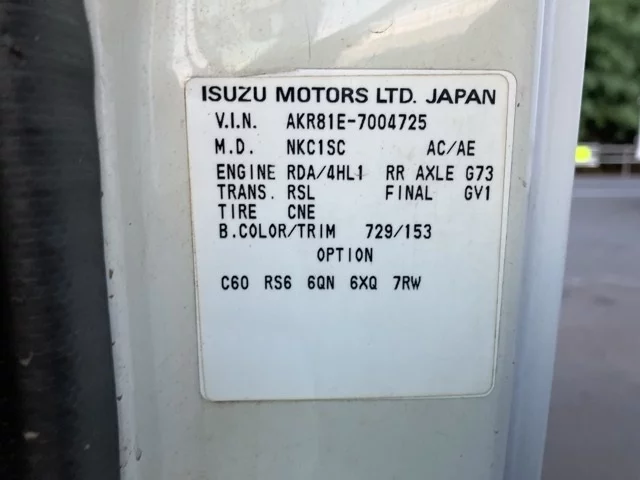 ISUZU MOTORS LTD. JAPAN
V.I.N. AKR81E-7004725
M.D. NKC1SC AC/AE
ENGINE RDA/4HL1 RR AXLE G73
TRANS. RSL FINAL GV1
TIRE CNE
B.COLOR/TRIM 729/153
OPTION
C60 RS6 6QN 6XQ 7RW